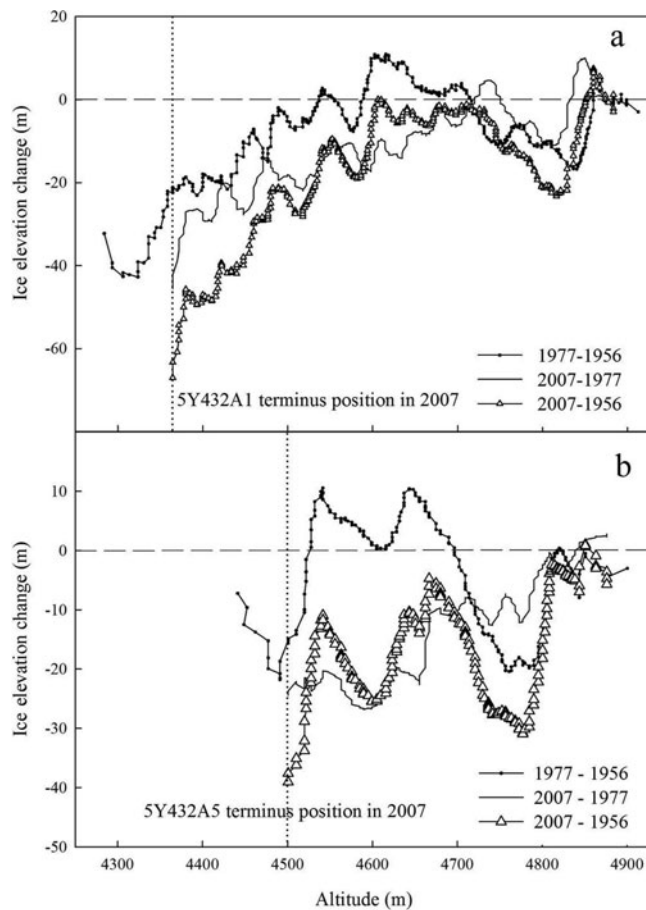 a
20
0
-20
-40
-60
Ice elevation change (m)
1977-1956
2007-1977
2007-1956
5Y432A1 terminus position in 2007
b
10
0
-10
-20
-30
-40
-50
Ice elevation change (m)
1977 - 1956
2007 - 1977
2007 - 1956
5Y432A5 terminus position in 2007
4300 4400 4500 4600 4700 4800 4900
Altitude (m)